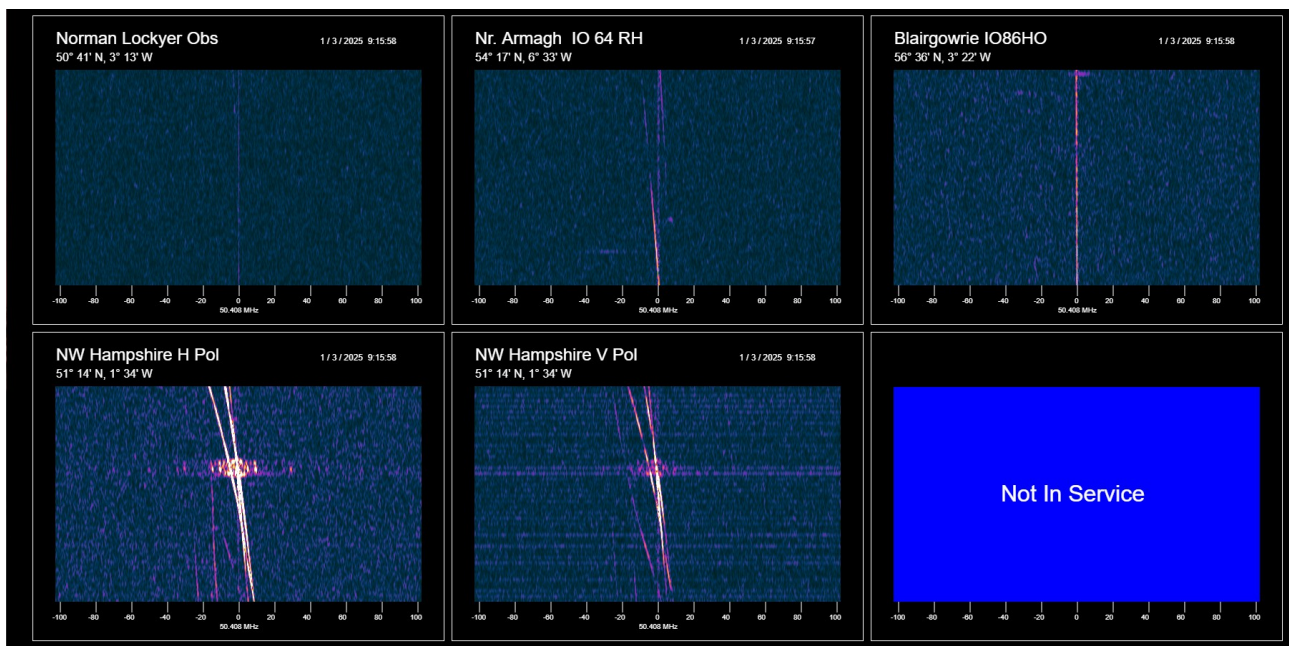 Norman Lockyer Obs 1 / 3 / 2025 9:15:58
50° 41' N, 3° 13' W
-100 -80 -60 -40 -20 0 20 40 60 80 100
50.408 MHz
Nr. Armagh IO 64 RH 1 / 3 / 2025 9:15:57
54° 17' N, 6° 33' W
-100 -80 -60 -40 -20 0 20 40 60 80 100
50.408 MHz
Blairgowrie IO86HO 1 / 3 / 2025 9:15:58
56° 36' N, 3° 22' W
-100 -80 -60 -40 -20 0 20 40 60 80 100
50.408 MHz
NW Hampshire H Pol 1 / 3 / 2025 9:15:58
51° 14' N, 1° 34' W
-100 -80 -60 -40 -20 0 20 40 60 80 100
50.408 MHz
NW Hampshire V Pol 1 / 3 / 2025 9:15:58
51° 14' N, 1° 34' W
-100 -80 -60 -40 -20 0 20 40 60 80 100
50.408 MHz
Not In Service
-100 -80 -60 -40 -20 0 20 40 60 80 100
50.408 MHz